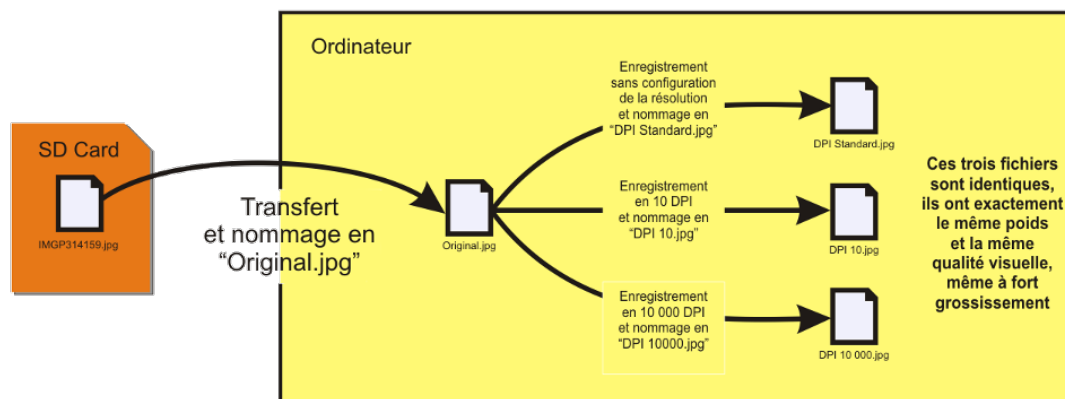 Ordinateur
SD Card
IMGP314159.jpg
Transfert
et nommage en
“Original.jpg”
Original.jpg
Enregistrement
sans configuration
de la résolution
et nommage en
“DPI Standard.jpg”
DPI Standard.jpg
Enregistrement
en 10 DPI
et nommage en
“DPI 10.jpg”
DPI 10.jpg
Enregistrement
en 10 000 DPI
et nommage en
“DPI 10000.jpg”
DPI 10 000.jpg
Ces trois fichiers
sont identiques,
ils ont exactement
le même poids
et la même
qualité visuelle,
même à fort
grossissement